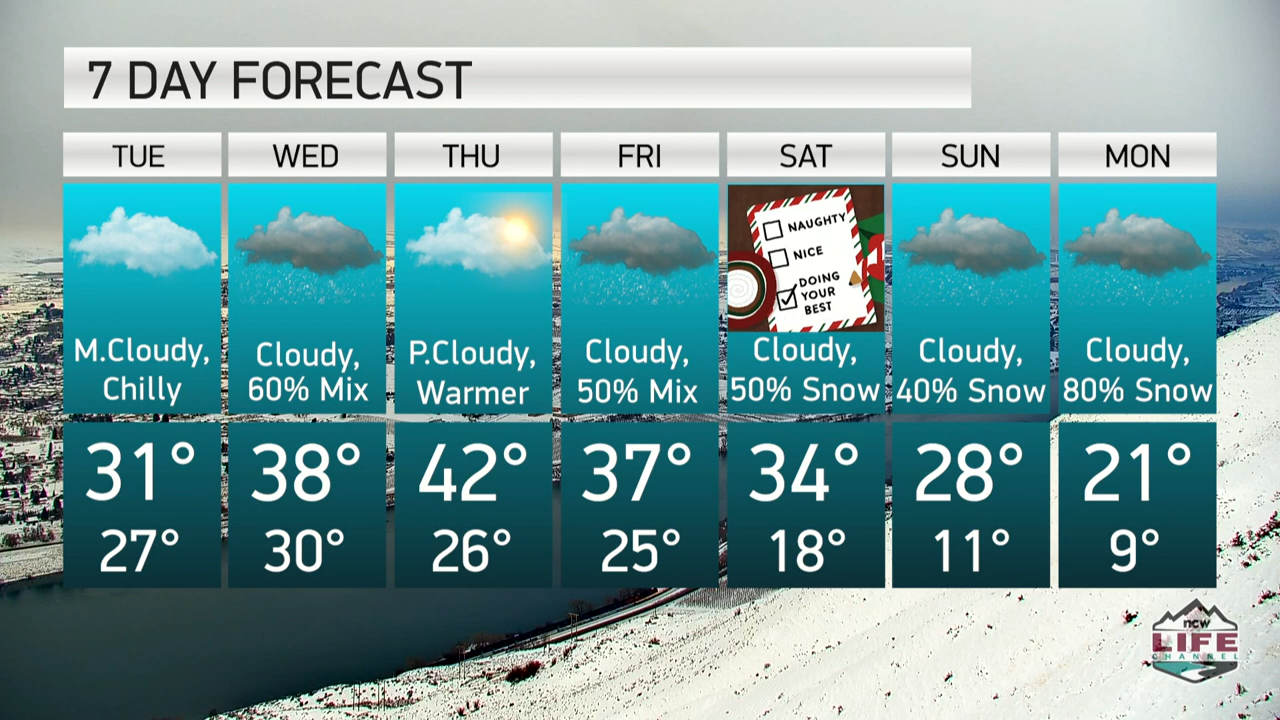 7 DAY FORECAST
TUE
M.Cloudy,
Chilly
31°
27°
WED
Cloudy,
60% Mix
38°
30°
THU
P.Cloudy,
Warmer
42°
26°
FRI
Cloudy,
50% Mix
37°
25°
SAT
NAUGHTY
NICE
DOING
YOUR
BEST
Cloudy,
50% Snow
34°
18°
SUN
Cloudy,
40% Snow
28°
11°
MON
Cloudy,
80% Snow
21°
9°
ncw
LIFE
CHANNEL